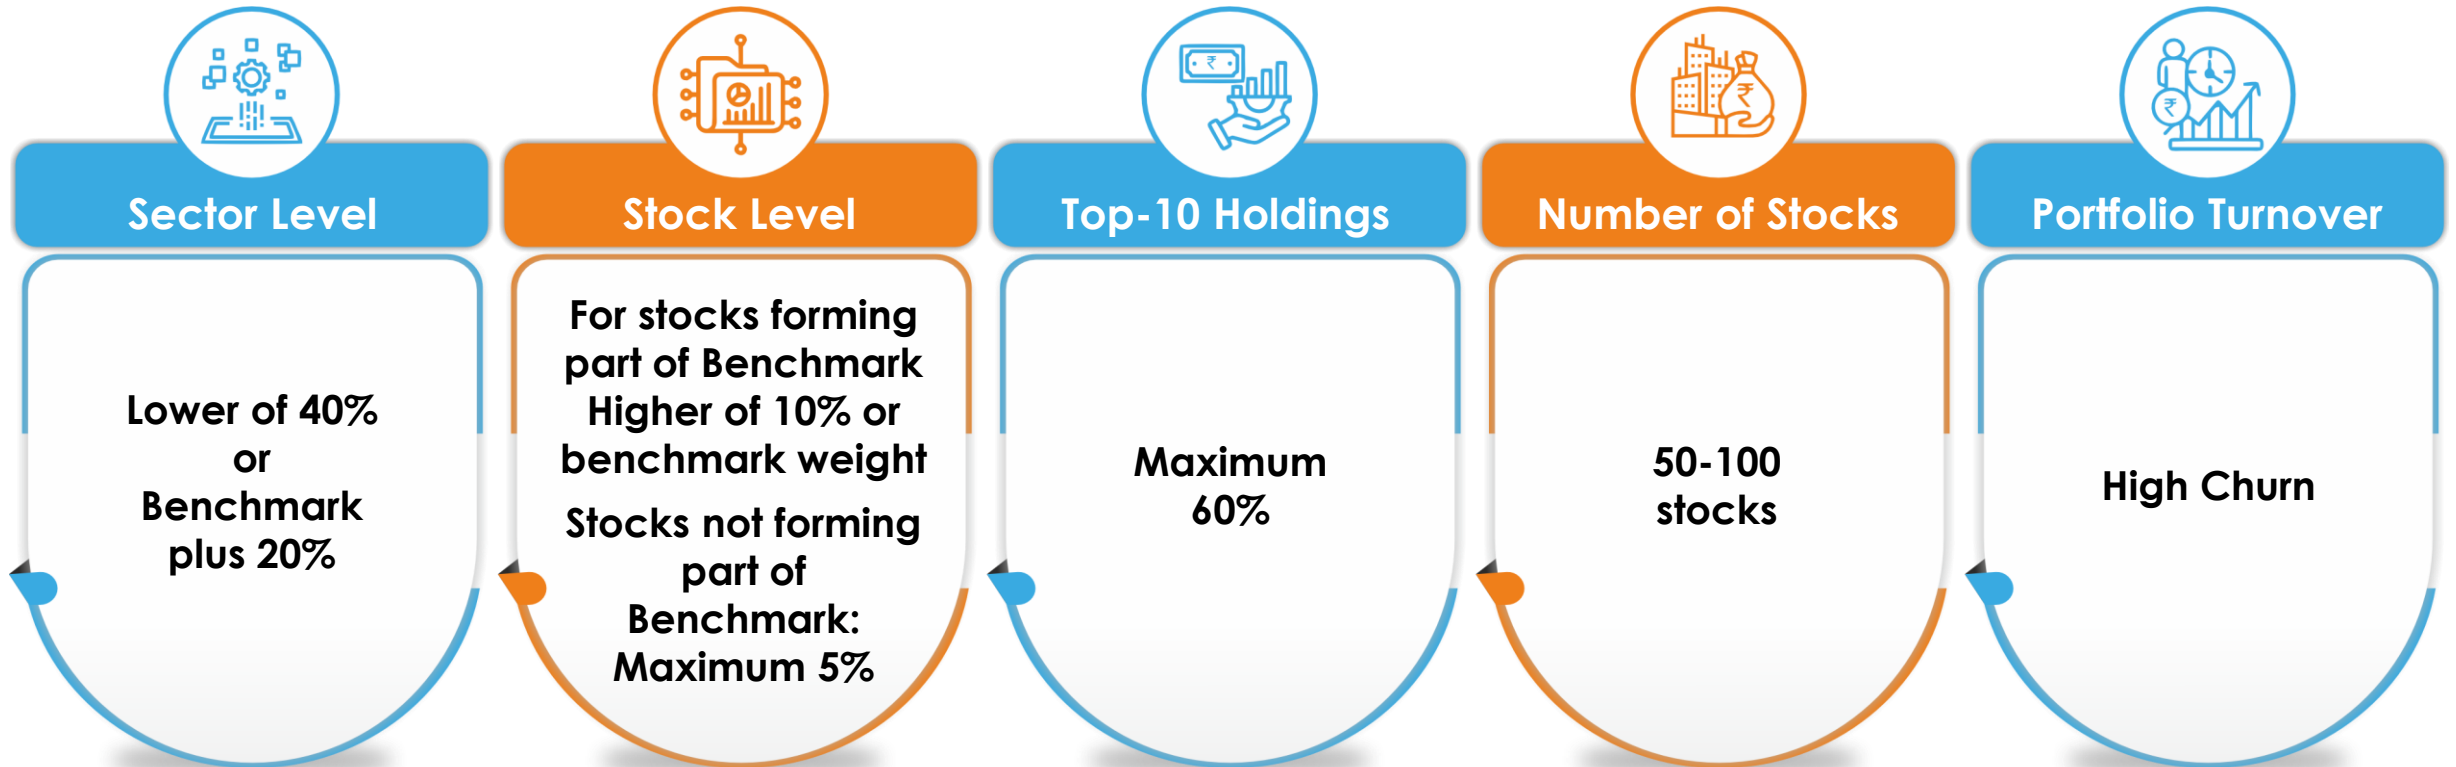 Sector Level
Lower of 40%
or
Benchmark
plus 20%
Stock Level
For stocks forming
part of Benchmark
Higher of 10% or
benchmark weight
Stocks not forming
part of
Benchmark:
Maximum 5%
₹
Top-10 Holdings
Maximum
60%
₹
Number of Stocks
50-100
stocks
₹
Portfolio Turnover
High Churn